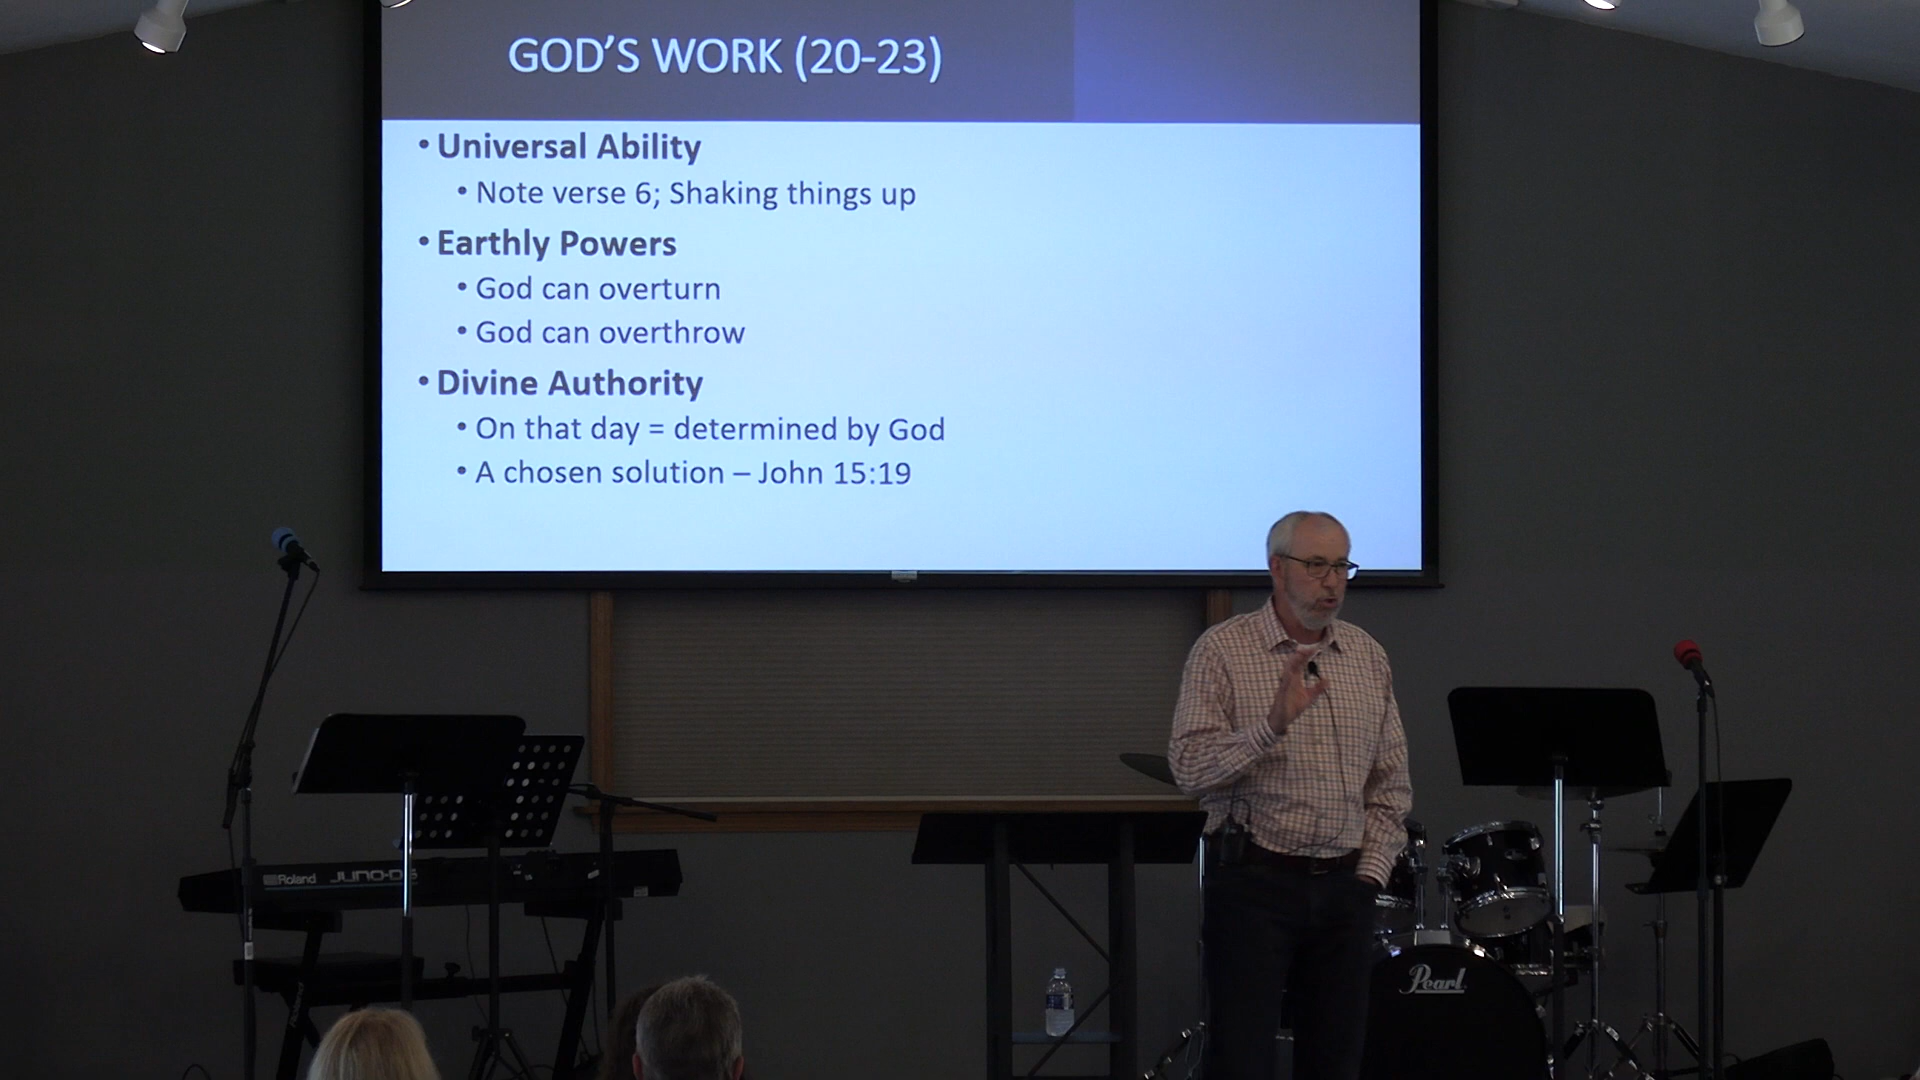 GOD'S WORK (20-23)
• Universal Ability
• Note verse 6; Shaking things up
• Earthly Powers
• God can overturn
• God can overthrow
• Divine Authority
• On that day = determined by God
• A chosen solution – John 15:19
Roland JUNO-DS
Pearl